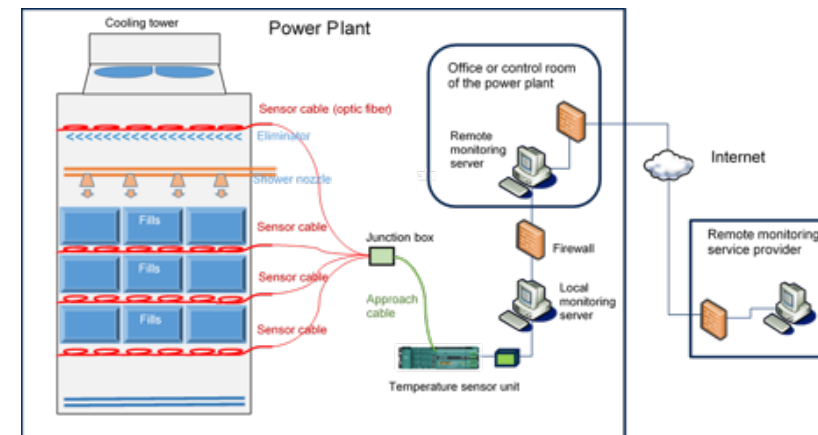 Cooling tower
Power Plant
Sensor cable (optic fiber)
Eliminator
Shower nozzle
Fills
Sensor cable
Fills
Sensor cable
Fills
Sensor cable
Junction box
Approach
cable
Temperature sensor unit
Office or control room
of the power plant
Remote
monitoring
server
Firewall
Local
monitoring
server
Internet
Remote monitoring
service provider